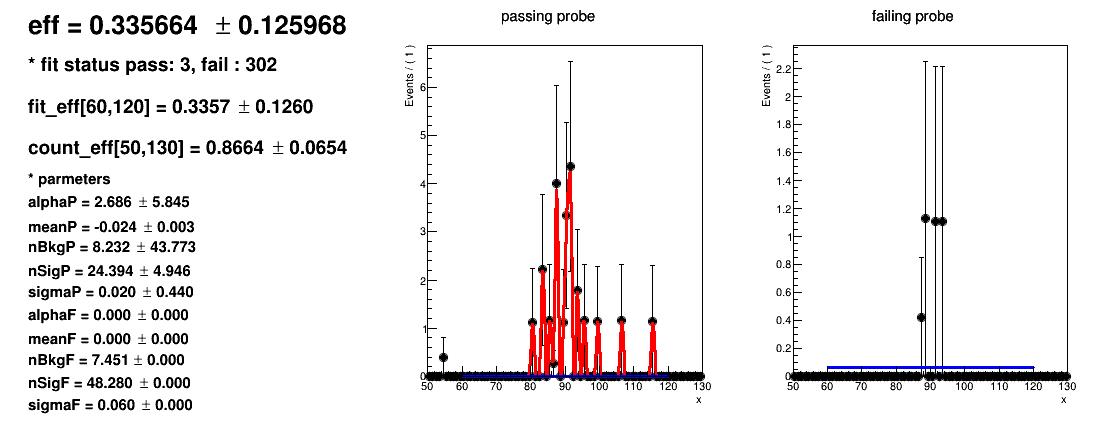 eff = 0.335664 ± 0.125968
* fit status pass: 3, fail : 302
fit_eff[60,120] = 0.3357 ± 0.1260
count_eff[50,130] = 0.8664 ± 0.0654
* parmeters
alphaP = 2.686 ± 5.845
meanP = -0.024 ± 0.003
nBkgP = 8.232 ± 43.773
nSigP = 24.394 ± 4.946
sigmaP = 0.020 ± 0.440
alphaF = 0.000 ± 0.000
meanF = 0.000 ± 0.000
nBkgF = 7.451 ± 0.000
nSigF = 48.280 ± 0.000
sigmaF = 0.060 ± 0.000
passing probe
Events / ( 1 )
6
5
4
3
2
1
0
50 60 70 80 90 100 110 120 130
x
failing probe
Events / ( 1 )
2.2
2
1.8
1.6
1.4
1.2
1
0.8
0.6
0.4
0.2
0
50 60 70 80 90 100 110 120 130
x